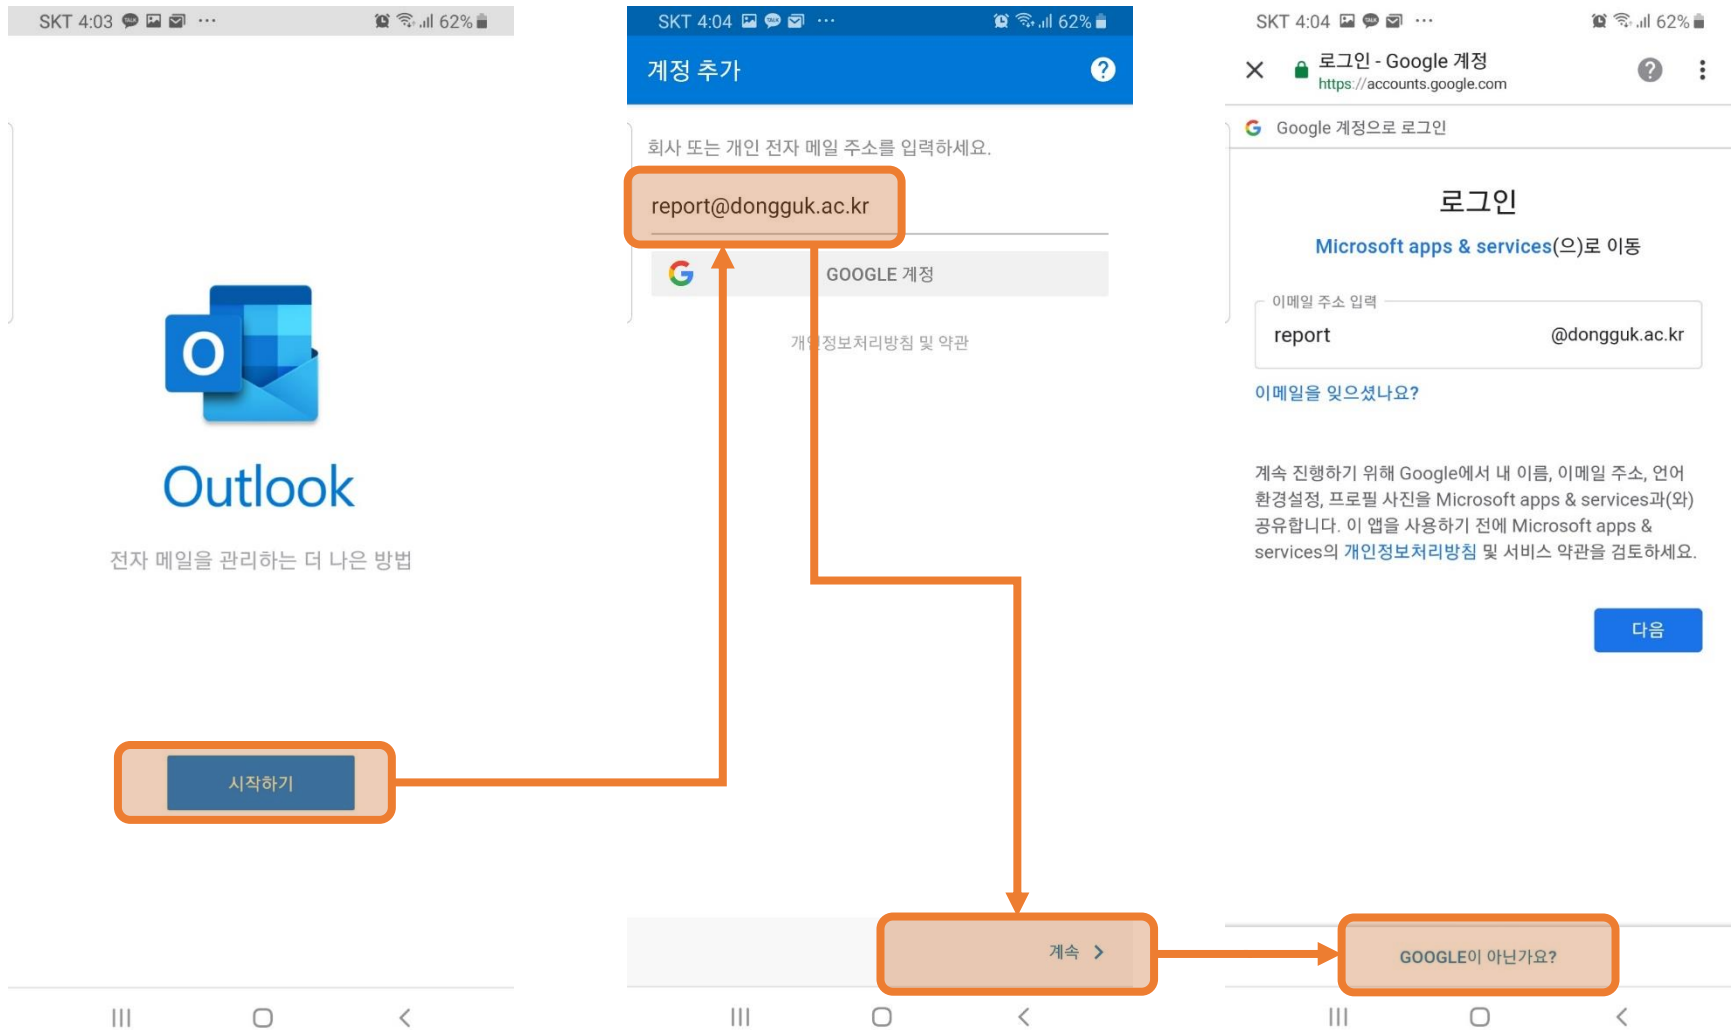 SKT 4:03
62%
O
Outlook
전자 메일을 관리하는 더 나은 방법
시작하기
SKT 4:04
62%
계정 추가
?
회사 또는 개인 전자 메일 주소를 입력하세요.
report@dongguk.ac.kr
GOOGLE 계정
개인정보처리방침 및 약관
계속
SKT 4:04
62%
로그인 - Google 계정
https://accounts.google.com
?
G Google 계정으로 로그인
로그인
Microsoft apps & services(으)로 이동
이메일 주소 입력
report @dongguk.ac.kr
이메일을 잊으셨나요?
계속 진행하기 위해 Google에서 내 이름, 이메일 주소, 언어
환경설정, 프로필 사진을 Microsoft apps & services과(와)
공유합니다. 이 앱을 사용하기 전에 Microsoft apps &
services의 개인정보처리방침 및 서비스 약관을 검토하세요.
다음
GOOGLE이 아닌가요?